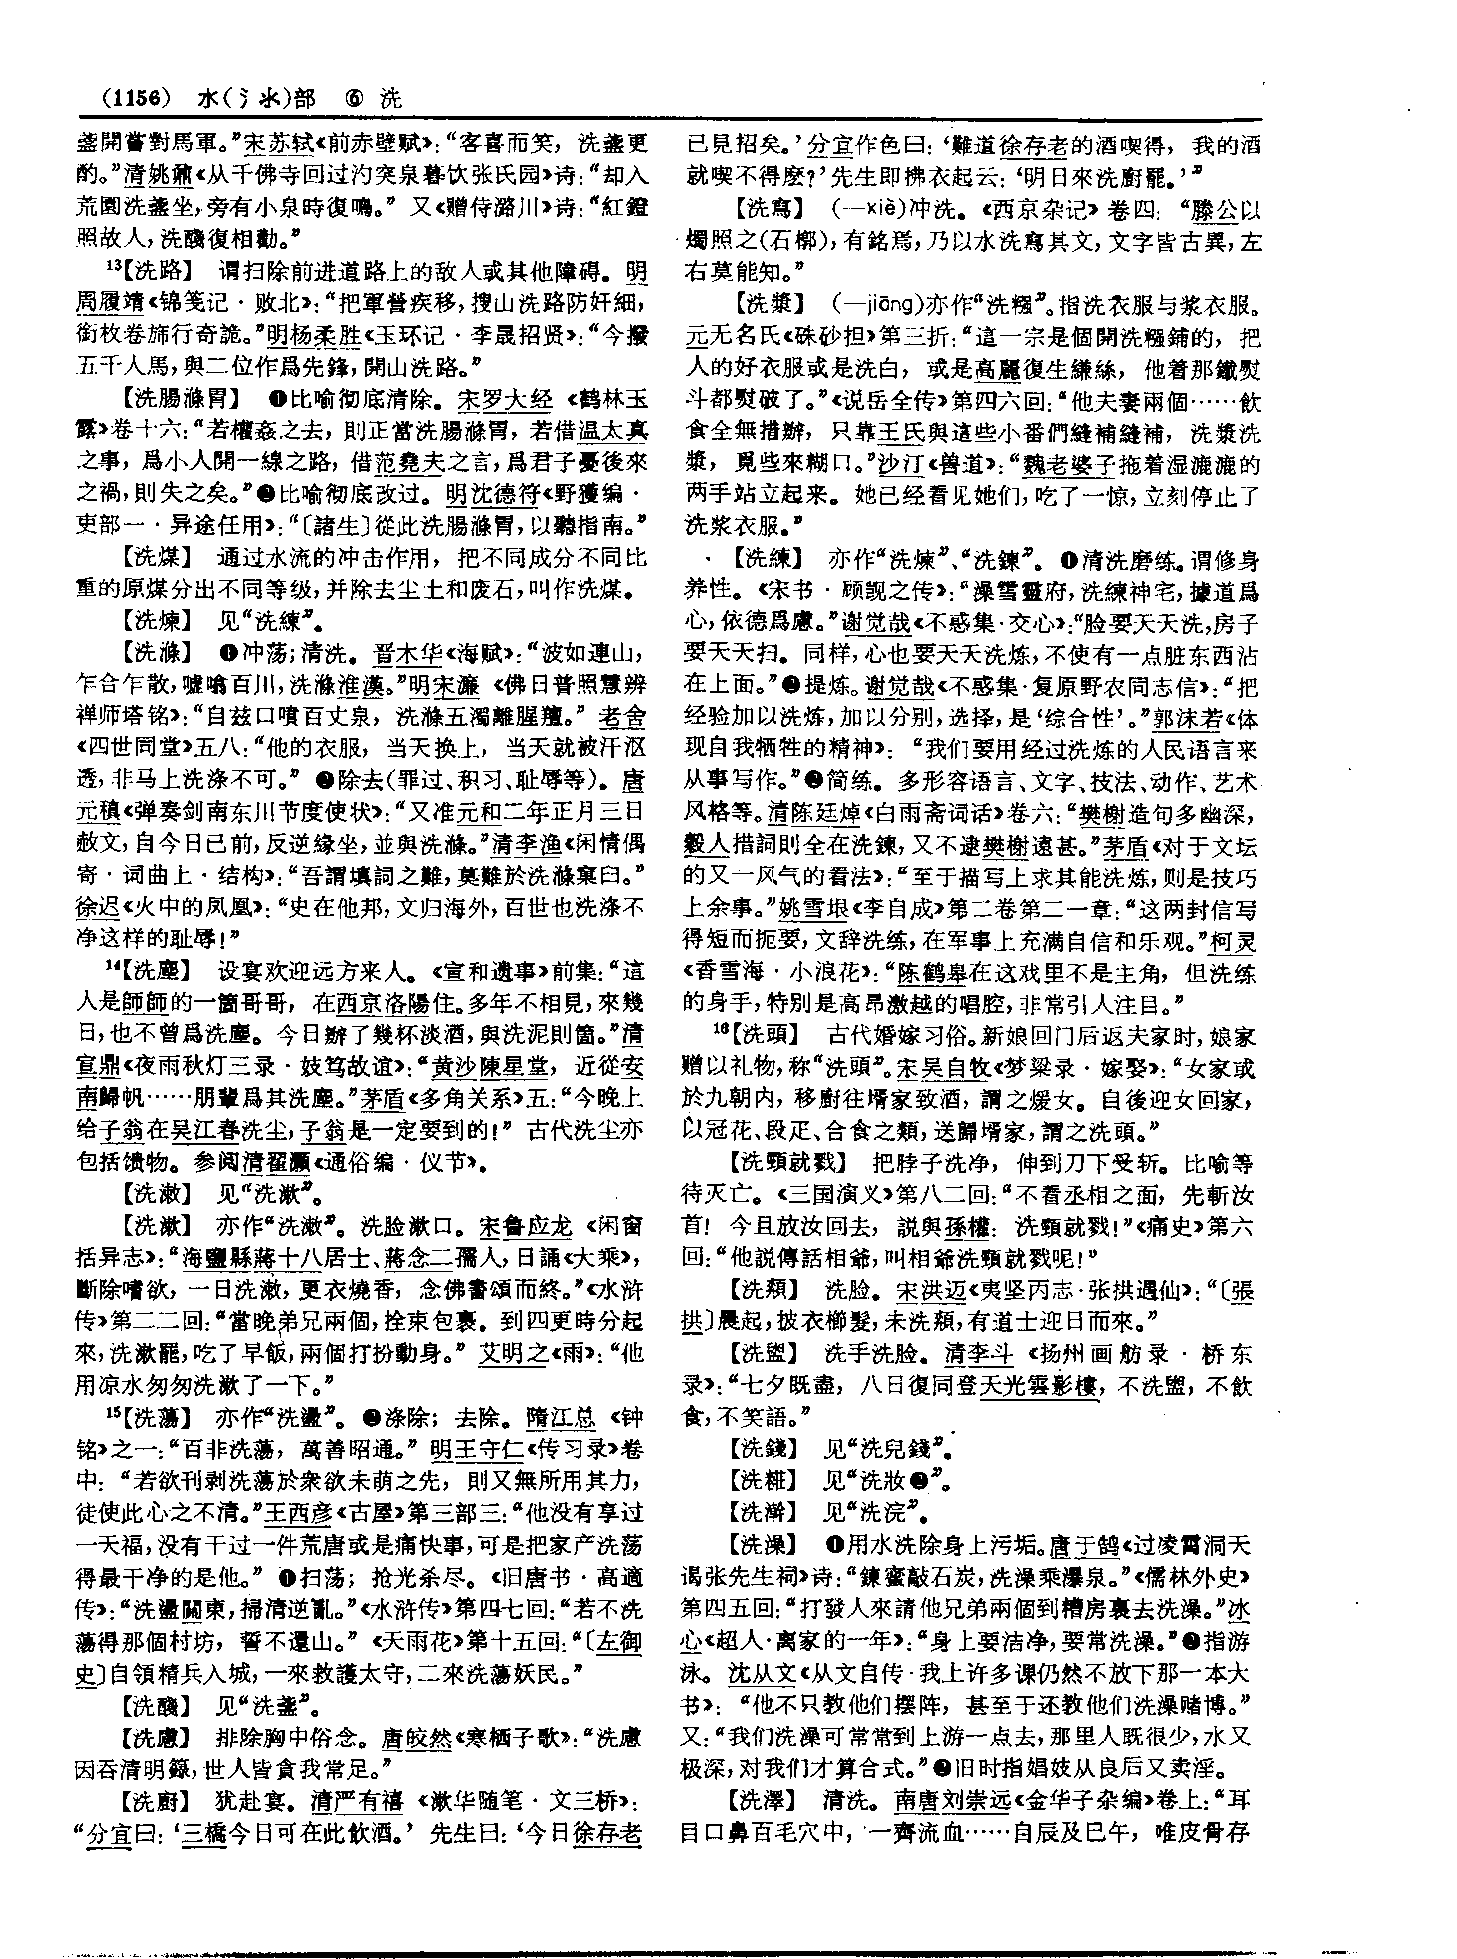 (1156) 水(氵氺)部 ⑥ 洗
盞開嘗對馬軍。”宋苏轼《前赤壁赋》：“客喜而笑，洗盞更
酌。”清姚鼐《从千佛寺回过汋突泉暮饮张氏园》诗：“却入
荒園洗盞坐，旁有小泉時復鳴。” 又《赠侍潞川》诗：“紅鐙
照故人，洗醆復相勸。”
13【洗路】 谓扫除前进道路上的敌人或其他障碍。明
周履靖《锦笺记·败北》：“把軍營疾移，搜山洗路防奸細，
銜枚卷斾行奇詭。”明杨柔胜《玉环记·李晟招贤》：“今撥
五千人馬，與二位作爲先鋒，開山洗路。”
【洗腸滌胃】 ❶比喻彻底清除。宋罗大经《鹤林玉
露》卷十六：“若權姦之去，則正當洗腸滌胃，若借温太真
之事，爲小人開一線之路，借范堯夫之言，爲君子憂後來
之禍，則失之矣。”❷比喻彻底改过。明沈德符《野獲编·
吏部一·异途任用》：“〔諸生〕從此洗腸滌胃，以聽指南。”
【洗煤】 通过水流的冲击作用，把不同成分不同比
重的原煤分出不同等级，并除去尘土和废石，叫作洗煤。
【洗煉】 见“洗練”。
【洗滌】 ❶冲荡；清洗。晋木华《海赋》：“波如連山，
乍合乍散，噓噏百川，洗滌淮漢。”明宋濂《佛日普照慧辨
禅师塔铭》：“自兹口噴百丈泉，洗滌五濁離腥羶。”老舍
《四世同堂》五八：“他的衣服，当天换上，当天就被汗沤
透，非马上洗涤不可。” ❷除去(罪过、积习、耻辱等)。唐
元稹《弹奏剑南东川节度使状》：“又准元和二年正月三日
赦文，自今日已前，反逆緣坐，並與洗滌。”清李渔《闲情偶
寄·词曲上·结构》：“吾謂填詞之難，莫難於洗滌窠臼。”
徐迟《火中的凤凰》：“史在他邦，文归海外，百世也洗涤不
净这样的耻辱！”
14【洗塵】 设宴欢迎远方来人。《宣和遗事》前集：“這
人是師師的一箇哥哥，在西京洛陽住。多年不相見，來幾
日，也不曾爲洗塵。今日辦了幾杯淡酒，與洗泥則箇。”清
宣鼎《夜雨秋灯三录·妓笃故谊》：“黄沙陳星堂，近從安
南歸帆……朋輩爲其洗塵。”茅盾《多角关系》五：“今晚上
给子翁在吴江春洗尘，子翁是一定要到的！” 古代洗尘亦
包括馈物。参阅清翟灏《通俗编·仪节》。
【洗潄】 见“洗漱”。
【洗漱】 亦作“洗潄”。洗脸漱口。宋鲁应龙《闲窗
括异志》：“海鹽縣蔣十八居士、蔣念二孺人，日誦《大乘》，
斷除嗜欲，一日洗漱，更衣燒香，念佛書頌而終。”《水浒
传》第二二回：“當晚弟兄兩個，拴束包裹。到四更時分起
來，洗漱罷，吃了早飯，兩個打扮動身。” 艾明之《雨》：“他
用凉水匆匆洗漱了一下。”
15【洗蕩】 亦作“洗盪”。❶涤除；去除。隋江总《钟
铭》之一：“百非洗蕩，萬善昭通。” 明王守仁《传习录》卷
中：“若欲刊剥洗蕩於衆欲未萌之先，則又無所用其力，
徒使此心之不清。”王西彦《古屋》第三部三：“他没有享过
一天福，没有干过一件荒唐或是痛快事，可是把家产洗荡
得最干净的是他。” ❷扫荡；抢光杀尽。《旧唐书·高適
传》：“洗盪關東，掃清逆亂。”《水浒传》第四七回：“若不洗
蕩得那個村坊，誓不還山。”《天雨花》第十五回：“〔左御
史〕自領精兵入城，一來救護太守，二來洗蕩妖民。”
【洗醆】 见“洗盞”。
【洗慮】 排除胸中俗念。唐皎然《寒栖子歌》：“洗慮
因吞清明籙，世人皆貪我常足。”
【洗廚】 犹赴宴。清严有禧《漱华随笔·文三桥》：
“分宜曰：‘三橋今日可在此飲酒。’ 先生曰：‘今日徐存老
已見招矣。’分宜作色曰：‘難道徐存老的酒喫得，我的酒
就喫不得麽？’先生即拂衣起云：‘明日來洗廚罷。’”
【洗寫】 (—xiè)冲洗。《西京杂记》卷四：“滕公以
燭照之(石槨)，有銘焉，乃以水洗寫其文，文字皆古異，左
右莫能知。”
【洗漿】 (—jiāng)亦作“洗糨”。指洗衣服与浆衣服。
元无名氏《硃砂担》第三折：“這一宗是個開洗糨鋪的，把
人的好衣服或是洗白，或是高麗復生縑絲，他着那鐵熨
斗都熨破了。”《说岳全传》第四六回：“他夫妻兩個……飲
食全無措辦，只靠王氏與這些小番們縫補縫補，洗漿洗
漿，覓些來糊口。”沙汀《兽道》：“魏老婆子拖着湿漉漉的
两手站立起来。她已经看见她们，吃了一惊，立刻停止了
洗浆衣服。”
【洗練】 亦作“洗煉”、“洗鍊”。❶清洗磨练。谓修身
养性。《宋书·顾觊之传》：“澡雪靈府，洗練神宅，據道爲
心，依德爲慮。”谢觉哉《不惑集·交心》：“脸要天天洗，房子
要天天扫。同样，心也要天天洗炼，不使有一点脏东西沾
在上面。”❷提炼。谢觉哉《不惑集·复原野农同志信》：“把
经验加以洗炼，加以分别，选择，是‘综合性’。”郭沫若《体
现自我牺牲的精神》：“我们要用经过洗炼的人民语言来
从事写作。”❸简练。多形容语言、文字、技法、动作、艺术
风格等。清陈廷焯《白雨斋词话》卷六：“樊榭造句多幽深，
穀人措詞則全在洗鍊，又不逮樊榭遠甚。”茅盾《对于文坛
的又一风气的看法》：“至于描写上求其能洗炼，则是技巧
上余事。”姚雪垠《李自成》第二卷第二一章：“这两封信写
得短而扼要，文辞洗练，在军事上充满自信和乐观。”柯灵
《香雪海·小浪花》：“陈鹤皋在这戏里不是主角，但洗练
的身手，特别是高昂激越的唱腔，非常引人注目。”
16【洗頭】 古代婚嫁习俗。新娘回门后返夫家时，娘家
赠以礼物，称“洗頭”。宋吴自牧《梦粱录·嫁娶》：“女家或
於九朝内，移廚往壻家致酒，謂之煖女。自後迎女回家，
以冠花、段疋、合食之類，送歸壻家，謂之洗頭。”
【洗頸就戮】 把脖子洗净，伸到刀下受斩。比喻等
待灭亡。《三国演义》第八二回：“不看丞相之面，先斬汝
首！今且放汝回去，説與孫權：洗頸就戮！”《痛史》第六
回：“他説傳話相爺，叫相爺洗頸就戮呢！”
【洗頮】 洗脸。宋洪迈《夷坚丙志·张拱遇仙》：“〔張
拱〕晨起，披衣櫛髮，未洗頮，有道士迎日而來。”
【洗盥】 洗手洗脸。清李斗《扬州画舫录·桥东
录》：“七夕既盡，八日復同登天光雲影樓，不洗盥，不飲
食，不笑語。”
【洗錢】 见“洗兒錢”。
【洗糚】 见“洗妝❷”。
【洗澣】 见“洗浣”。
【洗澡】 ❶用水洗除身上污垢。唐于鹄《过凌霄洞天
谒张先生祠》诗：“鍊蜜敲石炭，洗澡乘瀑泉。”《儒林外史》
第四五回：“打發人來請他兄弟兩個到糟房裏去洗澡。”冰
心《超人·离家的一年》：“身上要洁净，要常洗澡。”❷指游
泳。沈从文《从文自传·我上许多课仍然不放下那一本大
书》：“他不只教他们摆阵，甚至于还教他们洗澡赌博。”
又：“我们洗澡可常常到上游一点去，那里人既很少，水又
极深，对我们才算合式。”❸旧时指娼妓从良后又卖淫。
【洗澤】 清洗。南唐刘崇远《金华子杂编》卷上：“耳
目口鼻百毛穴中，一齊流血……自辰及巳午，唯皮骨存